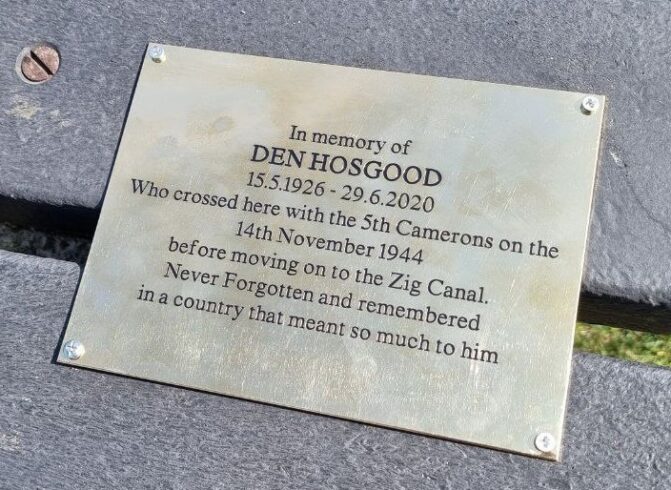 In memory of
DEN HOSGOOD
15.5.1926 - 29.6.2020
Who crossed here with the 5th Camerons on the
14th November 1944
before moving on to the Zig Canal.
Never Forgotten and remembered
in a country that meant so much to him